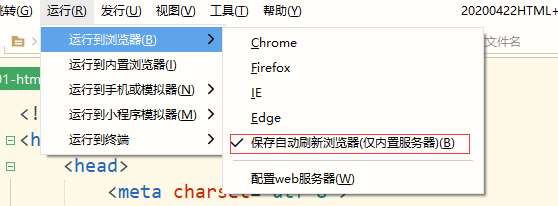 跳转(G) 运行(R) 发行(U) 视图(V) 工具(T) 帮助(Y) 20200422HTML+
文件名
运行到浏览器(B)
运行到内置浏览器(I)
运行到手机或模拟器(N)
运行到小程序模拟器(M)
运行到终端
Chrome
Firefox
IE
Edge
保存自动刷新浏览器(仅内置服务器)(B)
配置web服务器(W)
01-htm
<!
<h
<head>
<meta charset="utf-8">